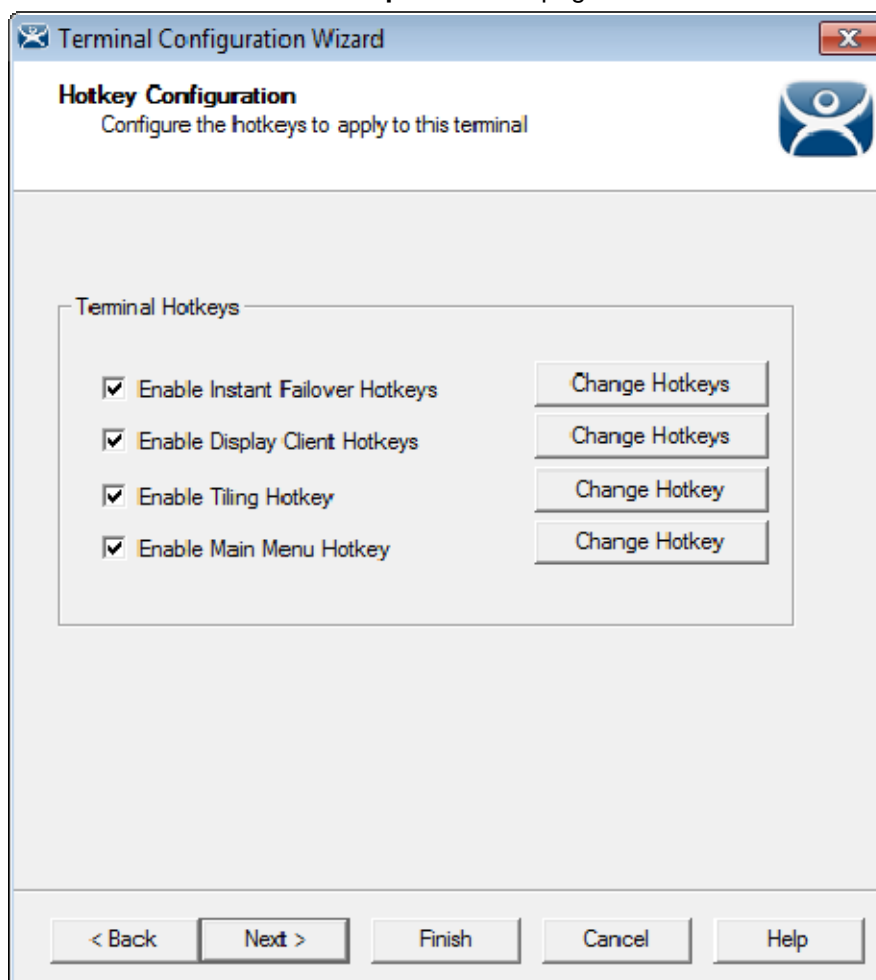 Terminal Configuration Wizard
Hotkey Configuration
Configure the hotkeys to apply to this terminal
Terminal Hotkeys
Enable Instant Failover Hotkeys
Change Hotkeys
Enable Display Client Hotkeys
Change Hotkeys
Enable Tiling Hotkey
Change Hotkey
Enable Main Menu Hotkey
Change Hotkey
< Back
Next >
Finish
Cancel
Help